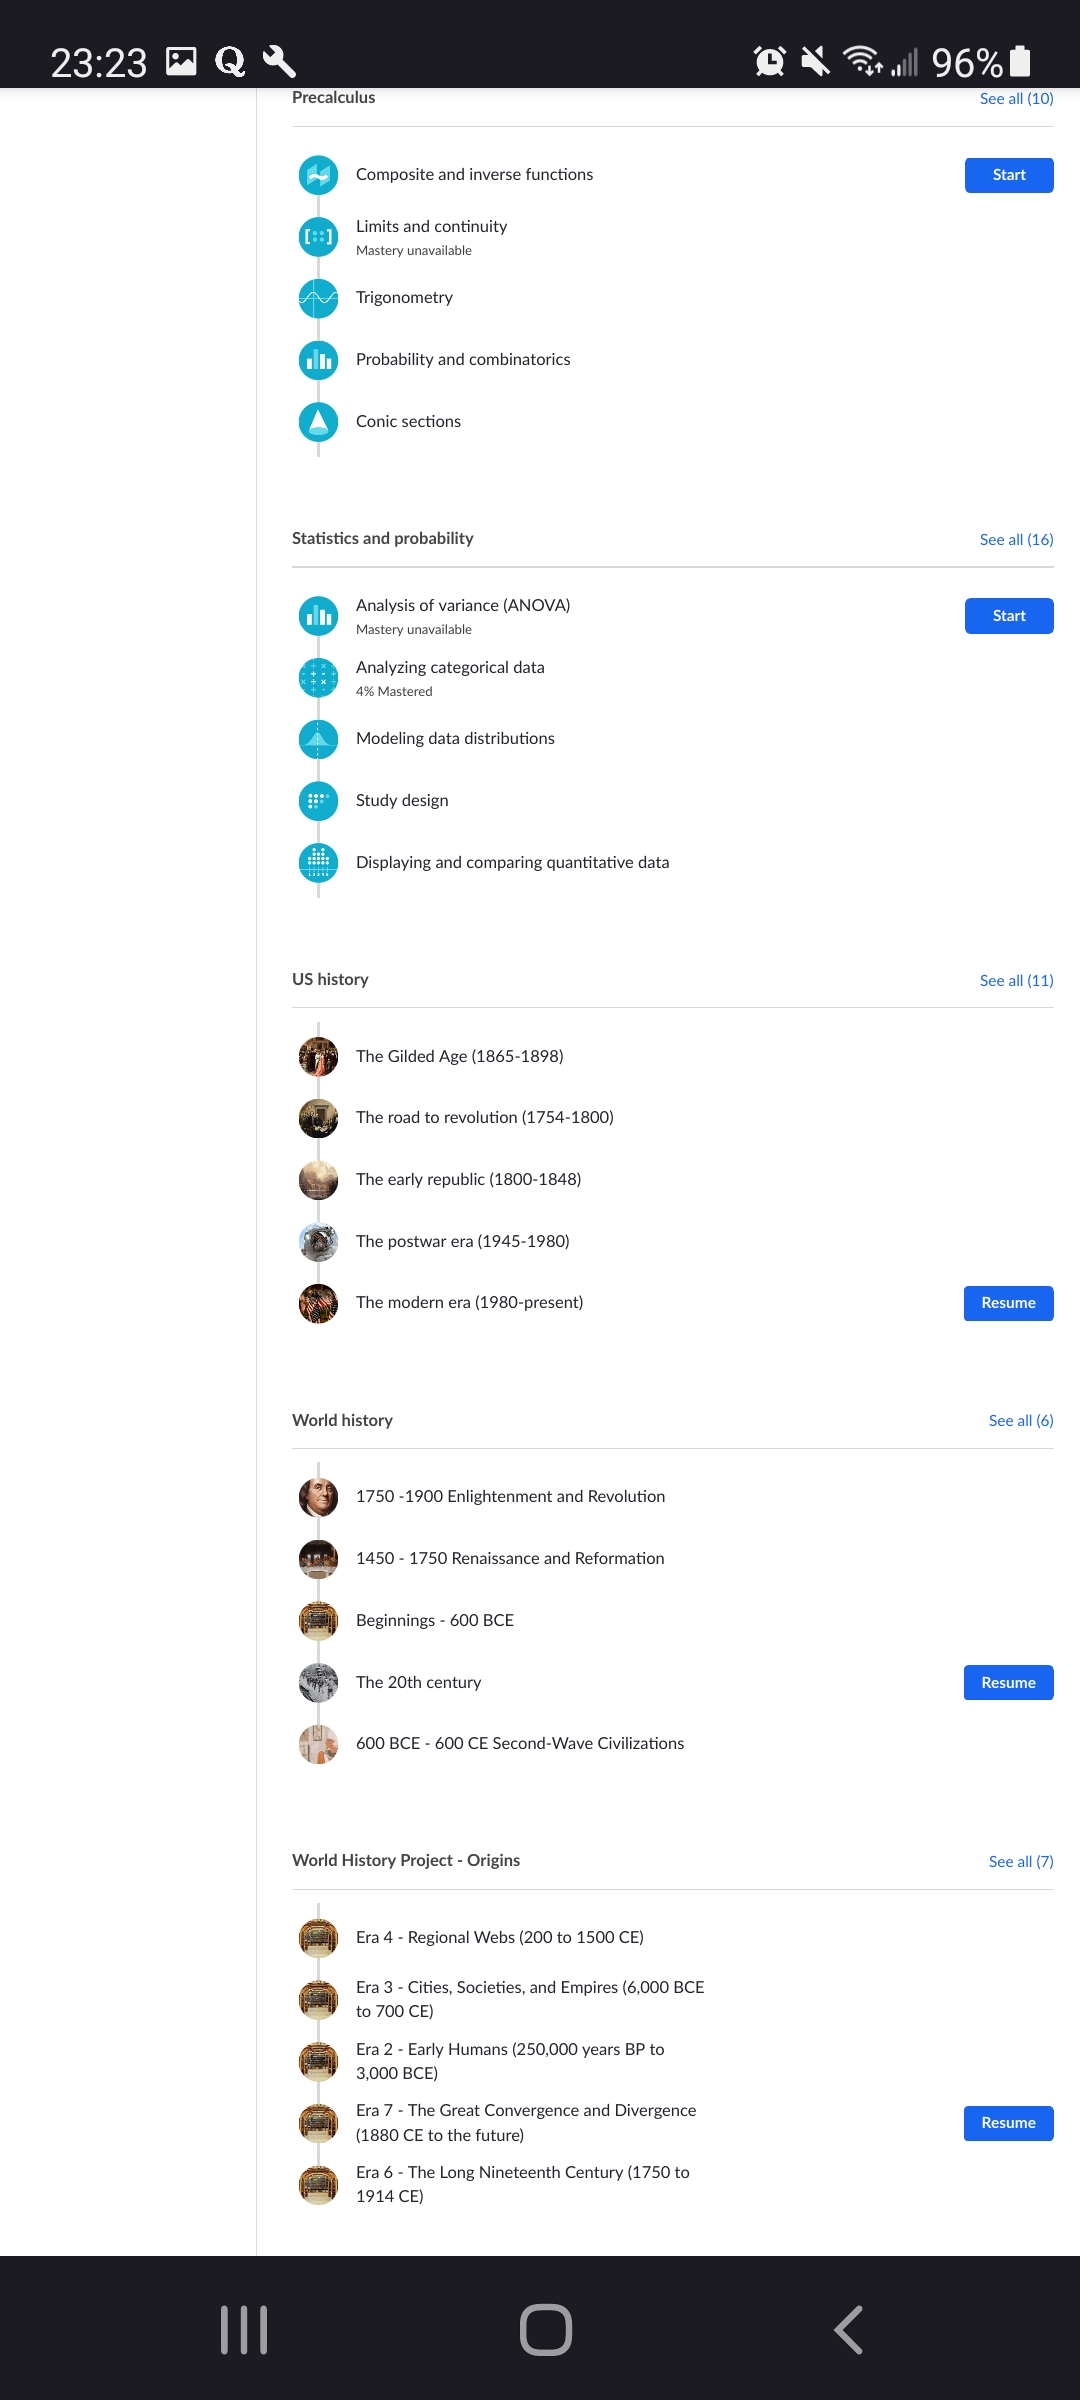 23:23
96%
Precalculus
See all (10)
Composite and inverse functions
Start
Limits and continuity
Mastery unavailable
Trigonometry
Probability and combinatorics
Conic sections
Statistics and probability
See all (16)
Analysis of variance (ANOVA)
Start
Mastery unavailable
Analyzing categorical data
4% Mastered
Modeling data distributions
Study design
Displaying and comparing quantitative data
US history
See all (11)
The Gilded Age (1865-1898)
The road to revolution (1754-1800)
The early republic (1800-1848)
The postwar era (1945-1980)
The modern era (1980-present)
Resume
World history
See all (6)
1750 -1900 Enlightenment and Revolution
1450 - 1750 Renaissance and Reformation
Beginnings - 600 BCE
The 20th century
Resume
600 BCE - 600 CE Second-Wave Civilizations
World History Project - Origins
See all (7)
Era 4 - Regional Webs (200 to 1500 CE)
Era 3 - Cities, Societies, and Empires (6,000 BCE
to 700 CE)
Era 2 - Early Humans (250,000 years BP to
3,000 BCE)
Era 7 - The Great Convergence and Divergence
(1880 CE to the future)
Resume
Era 6 - The Long Nineteenth Century (1750 to
1914 CE)